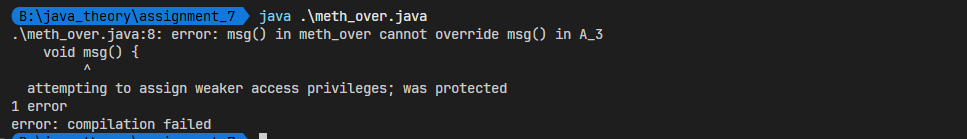 B:\java_theory\assignment_7 java .\meth_over.java
.\meth_over.java:8: error: msg() in meth_over cannot override msg() in A_3
    void msg() {
         ^
  attempting to assign weaker access privileges; was protected
1 error
error: compilation failed